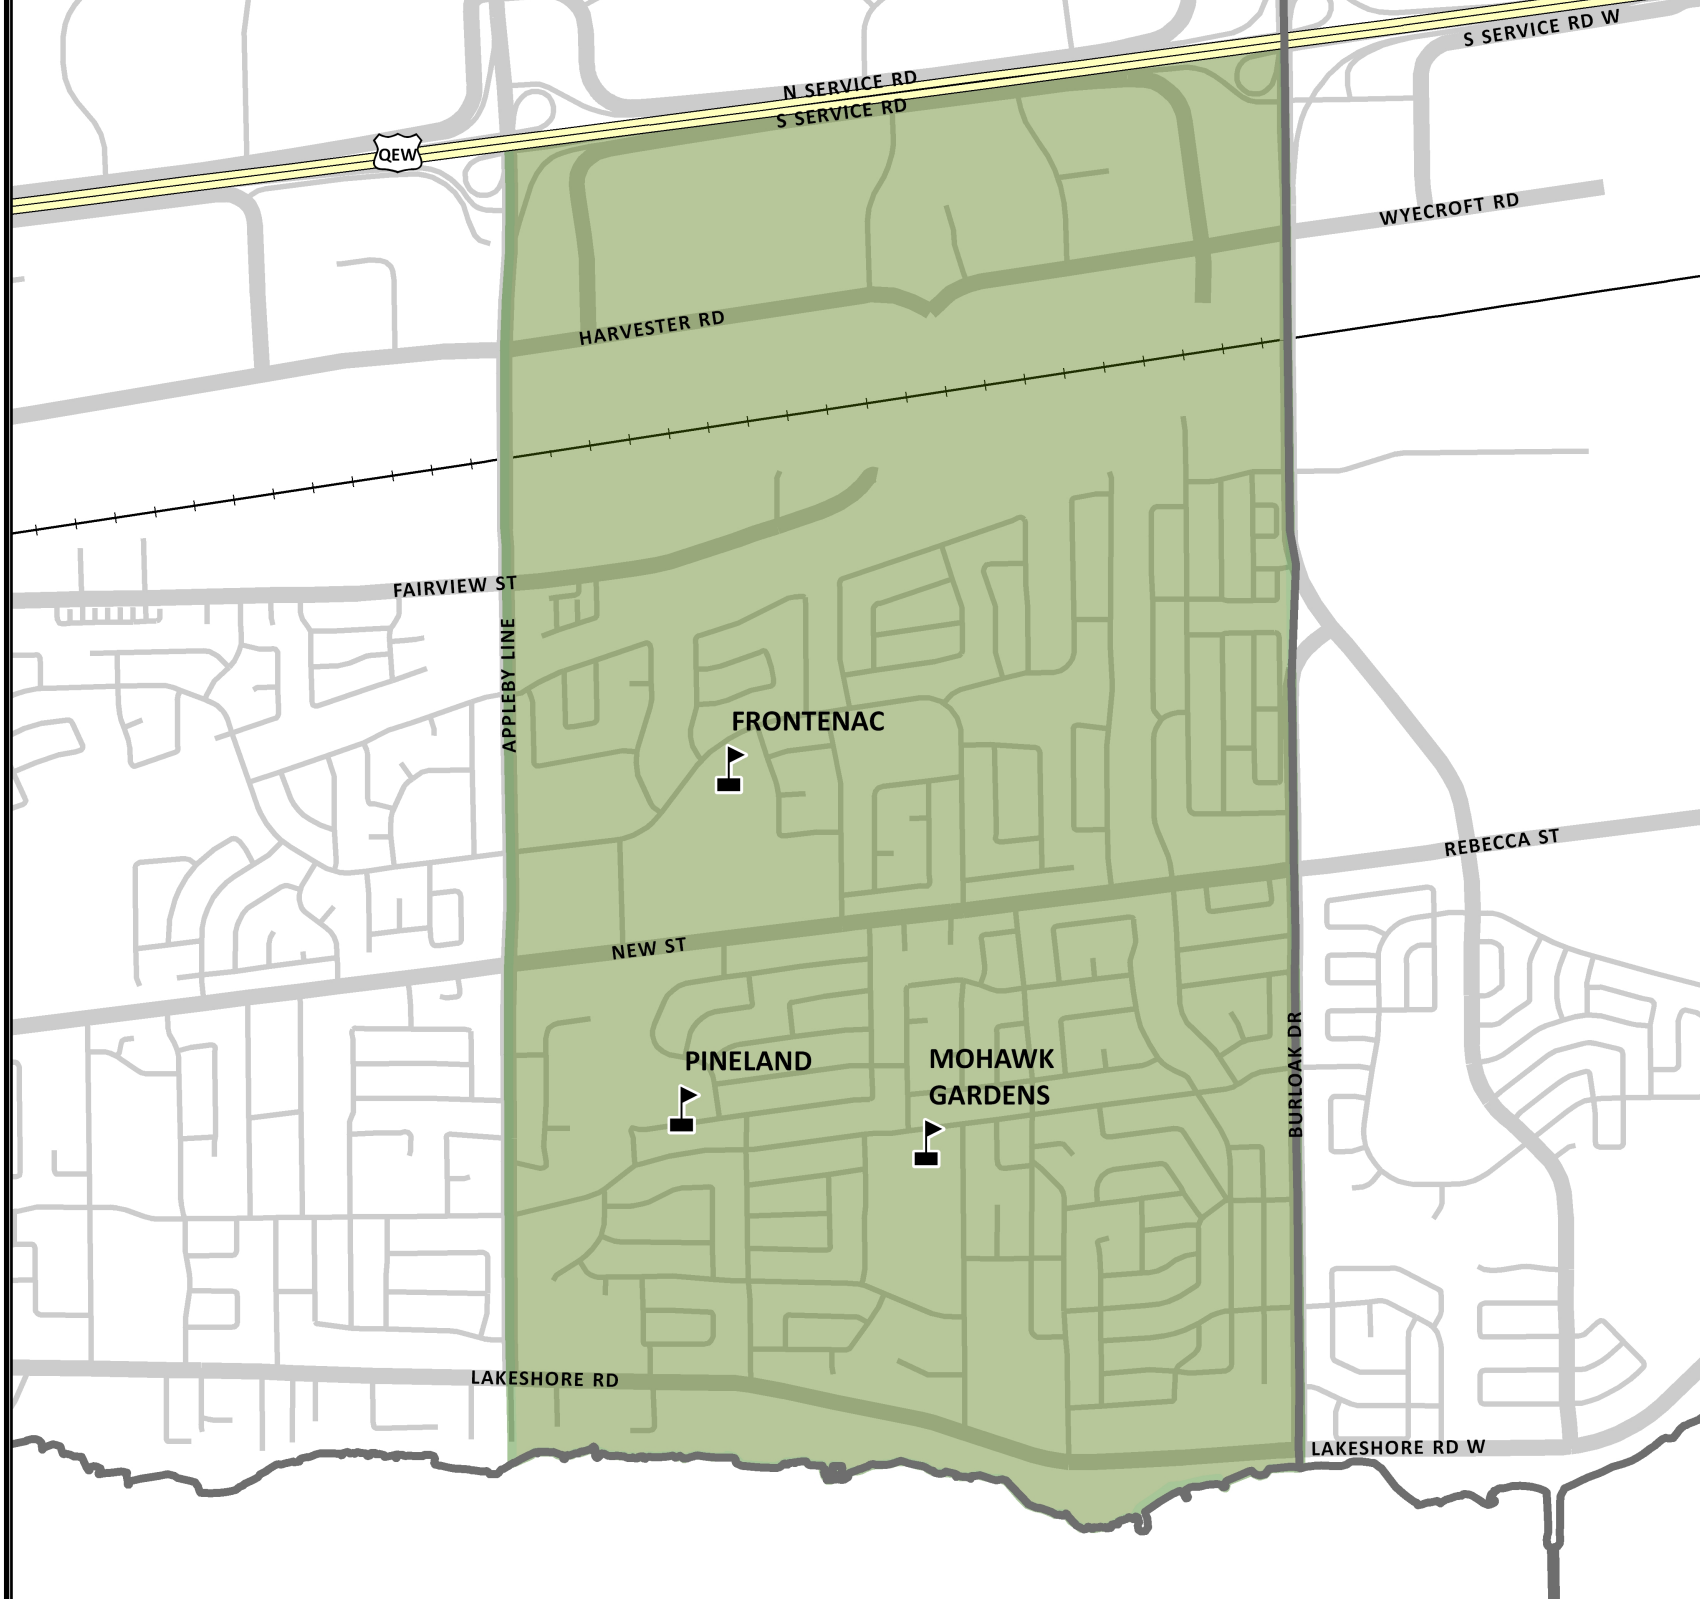 S SERVICE RD W
N SERVICE RD
S SERVICE RD
QEW
WYECROFT RD
HARVESTER RD
FAIRVIEW ST
APPLEBY LINE
FRONTENAC
REBECCA ST
NEW ST
PINELAND
MOHAWK
GARDENS
BURLOAK DR
LAKESHORE RD
LAKESHORE RD W